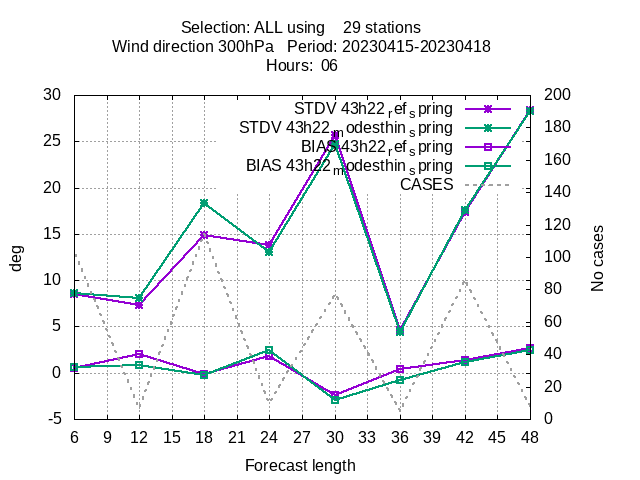 Selection: ALL using    29 stations
Wind direction 300hPa   Period: 20230415-20230418
Hours:  06
STDV 43h22_ref_spring
STDV 43h22_modesthin_spring
BIAS 43h22_ref_spring
BIAS 43h22_modesthin_spring
CASES
30
25
20
15
10
5
0
-5
deg
200
180
160
140
120
100
80
60
40
20
0
No cases
6 9 12 15 18 21 24 27 30 33 36 39 42 45 48
Forecast length